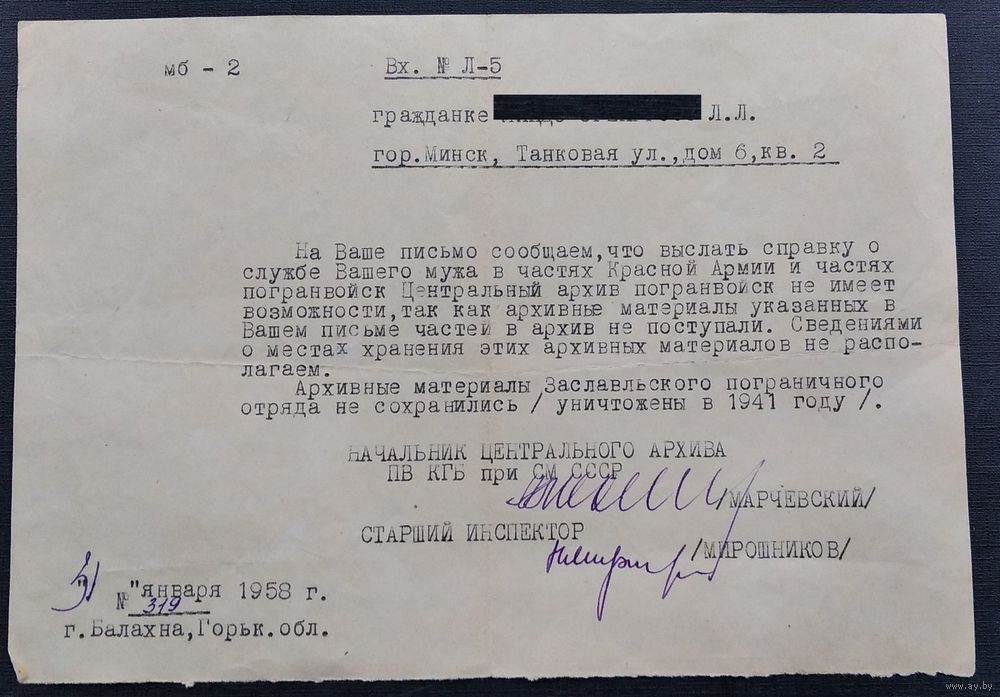 мб - 2
Вх. № Л-5
гражданке Л.Л.
гор.Минск, Танковая ул.,дом 6,кв. 2
На Ваше письмо сообщаем,что выслать справку о
службе Вашего мужа в частях Красной Армии и частях
погранвойск Центральный архив погранвойск не имеет
возможности,так как архивные материалы указанных в
Вашем письме частей в архив не поступали. Сведениями
о местах хранения этих архивных материалов не распо-
лагаем.
Архивные материалы Заславльского пограничного
отряда не сохранились / уничтожены в 1941 году /.
НАЧАЛЬНИК ЦЕНТРАЛЬНОГО АРХИВА
ПВ КГБ при СМ СССР
/МАРЧЕВСКИЙ/
СТАРШИЙ ИНСПЕКТОР
/МИРОШНИКОВ/
"января 1958 г.
№ 319
г.Балахна,Горьк.обл.
www.ay.by